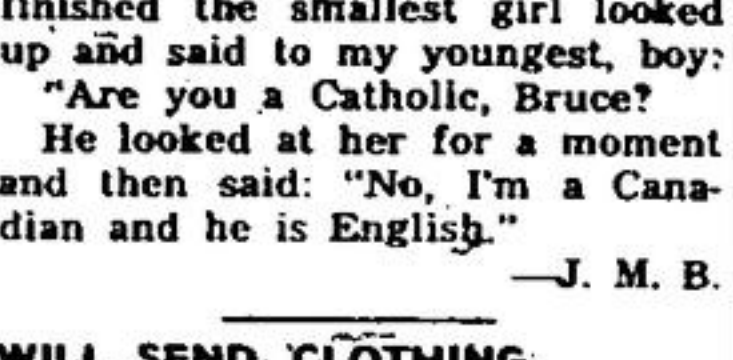 finished the smallest girl looked
up and said to my youngest, boy:
"Are you a Catholic, Bruce?
He looked at her for a moment
and then said: "No, I'm a Cana-
dian and he is English."
—J. M. B.
WILL SEND CLOTHING